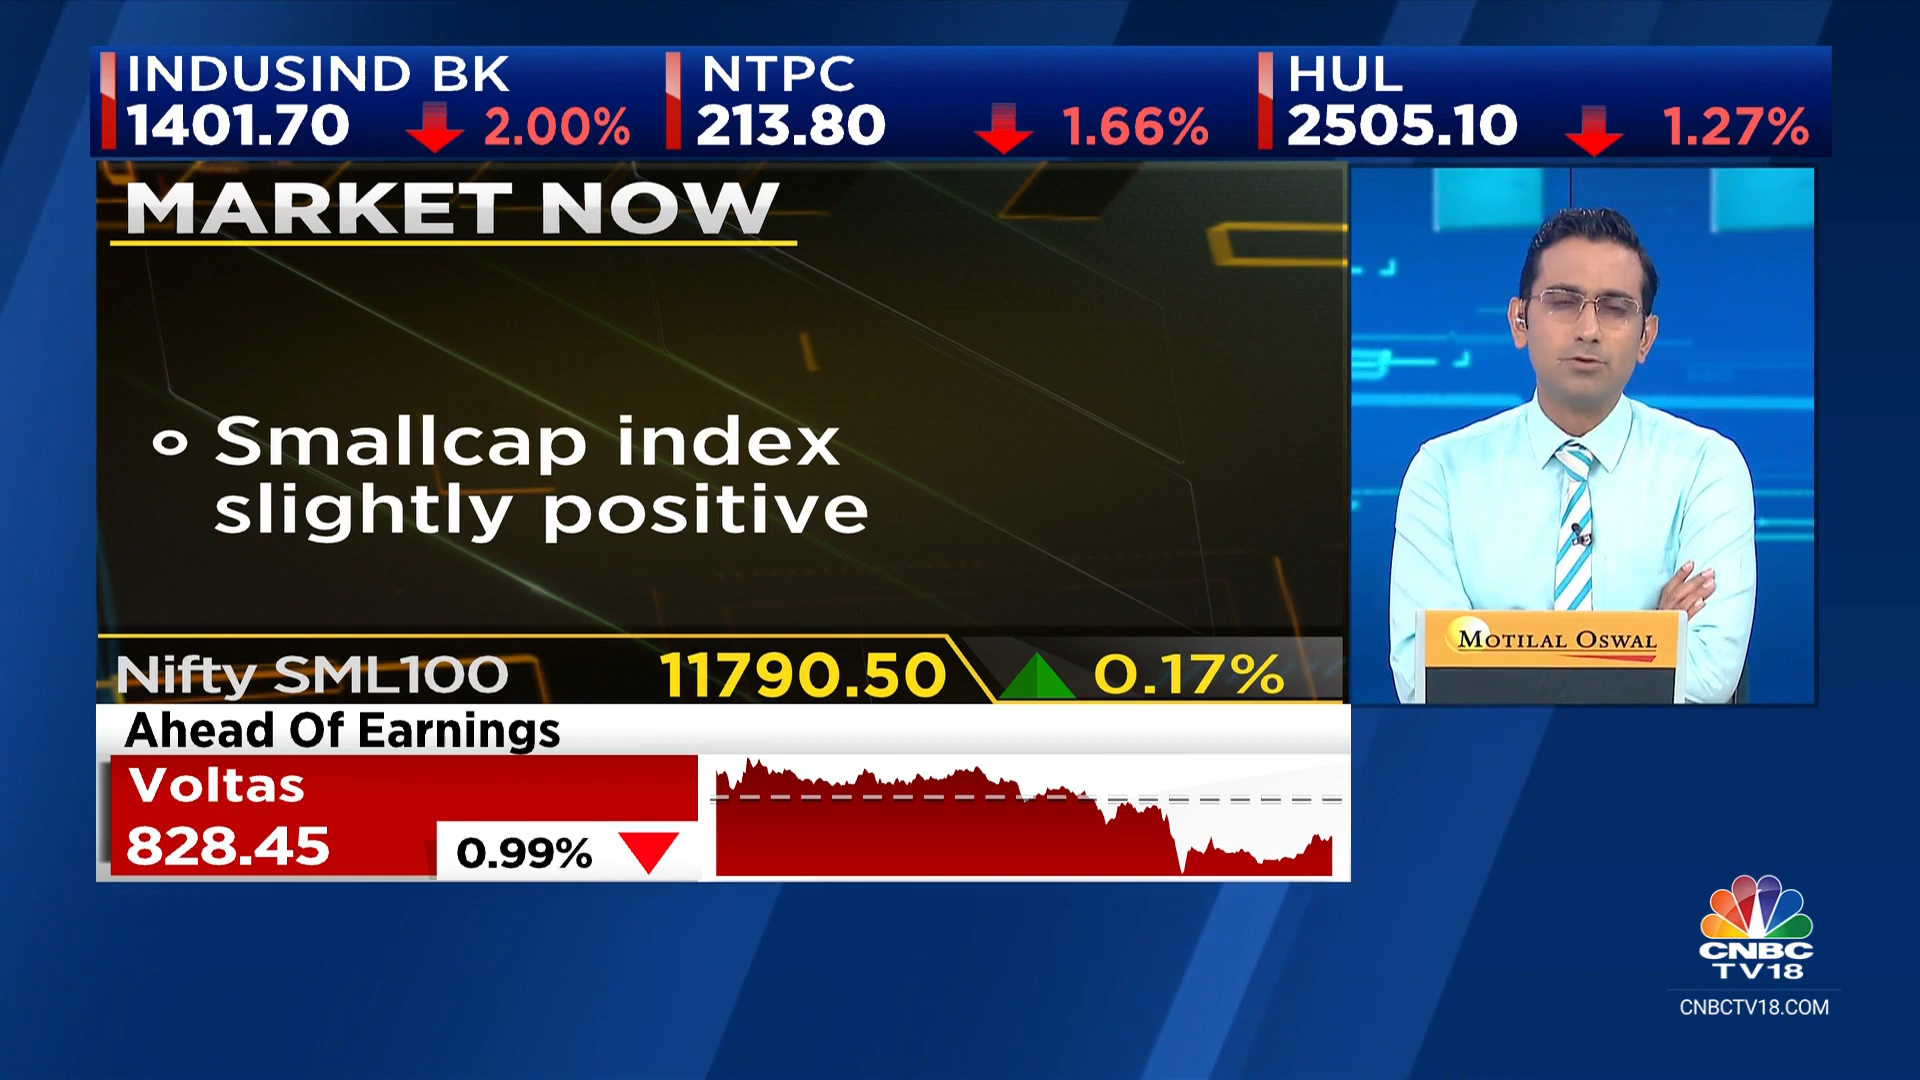 INDUSIND BK
1401.70 2.00%
NTPC
213.80 1.66%
HUL
2505.10 1.27%
MARKET NOW
Smallcap index
slightly positive
Nifty SML100 11790.50 0.17%
Ahead Of Earnings
Voltas
828.45 0.99%
MOTILAL OSWAL
CNBC
TV18
CNBCTV18.COM